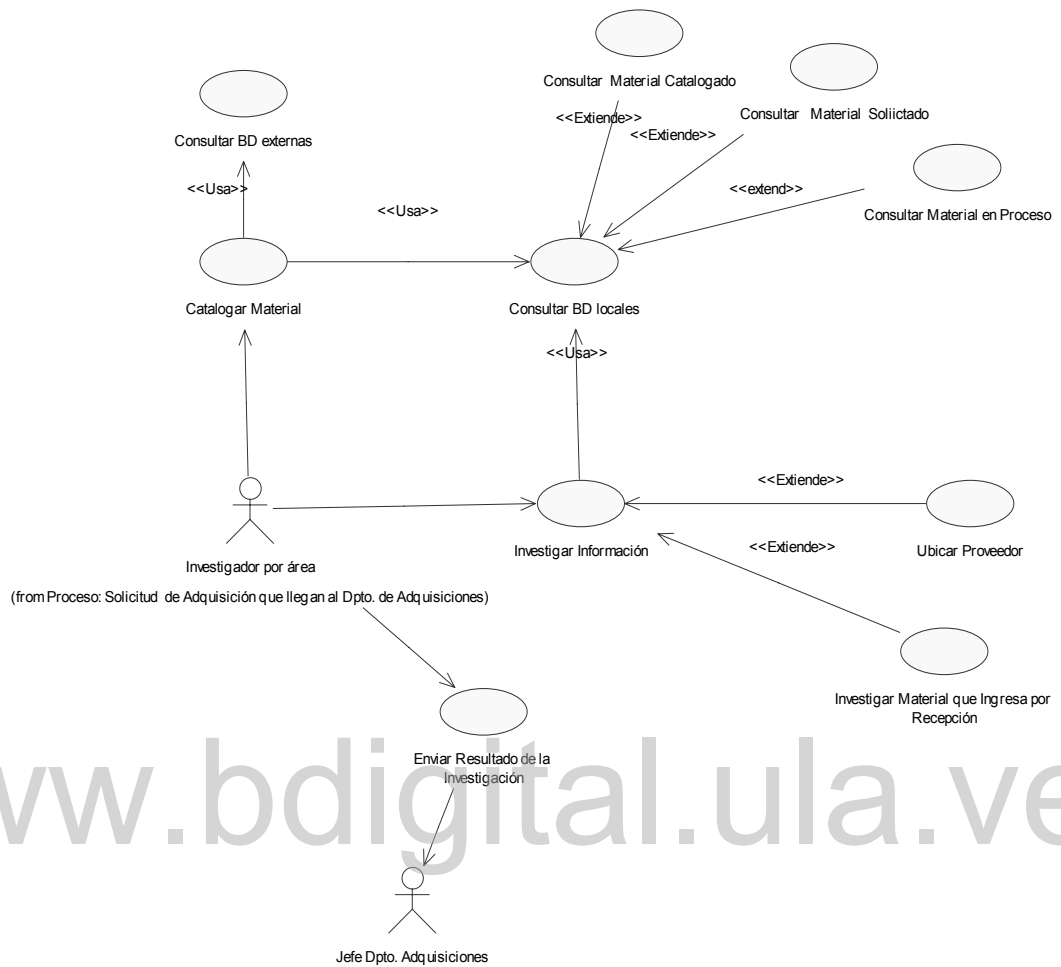 Consultar Material Catalogado
<<Extiende>>
Consultar Material Soliictado
<<Extiende>>
Consultar BD externas
<<Usa>>
<<Usa>>
<<extend>>
Consultar Material en Proceso
Catalogar Material
Consultar BD locales
<<Usa>>
<<Extiende>>
Investigador por área
(from Proceso: Solicitud de Adquisición que llegan al Dpto. de Adquisiciones)
Investigar Información
<<Extiende>>
Ubicar Proveedor
Investigar Material que Ingresa por
Recepción
Enviar Resultado de la
Investigación
ww.bdigital.ula.ve
Jefe Dpto. Adquisiciones